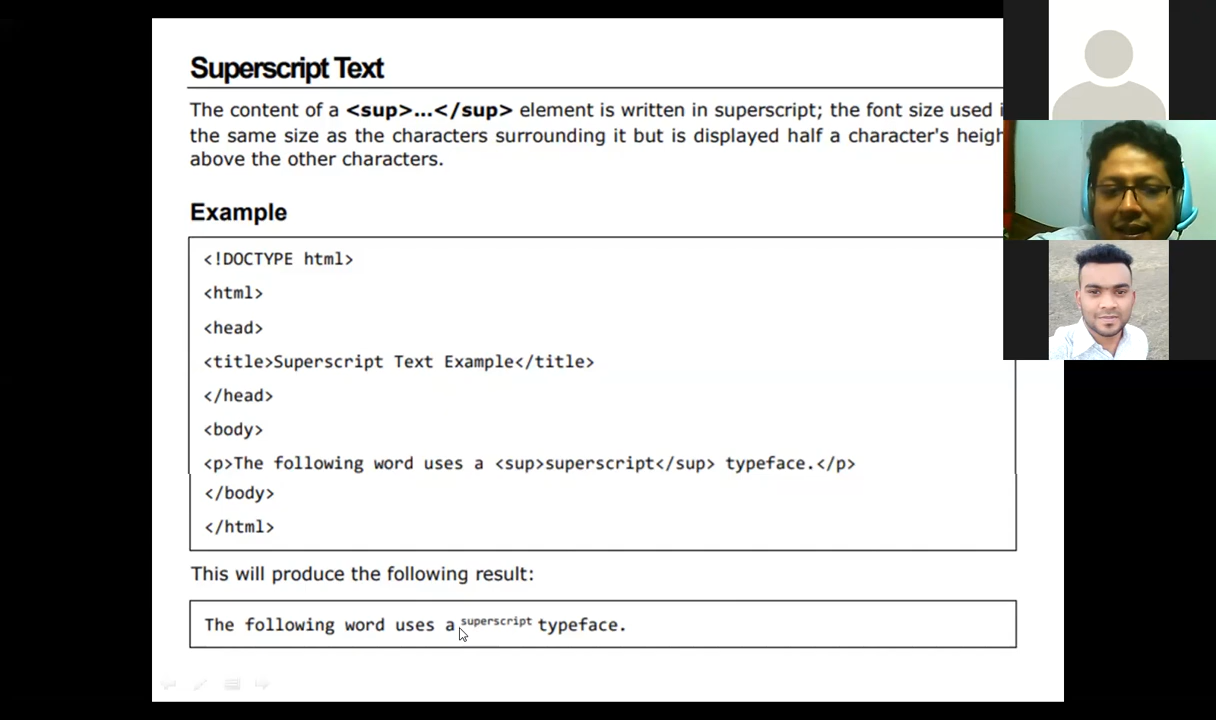 Superscript Text
The content of a <sup>...</sup> element is written in superscript; the font size used
the same size as the characters surrounding it but is displayed half a character's
above the other characters.
Example
<!DOCTYPE html>
<html>
<head>
<title>Superscript Text Example</title>
</head>
<body>
<p>The following word uses a <sup>superscript</sup> typeface.</p>
</body>
</html>
This will produce the following result:
The following word uses a superscript typeface.